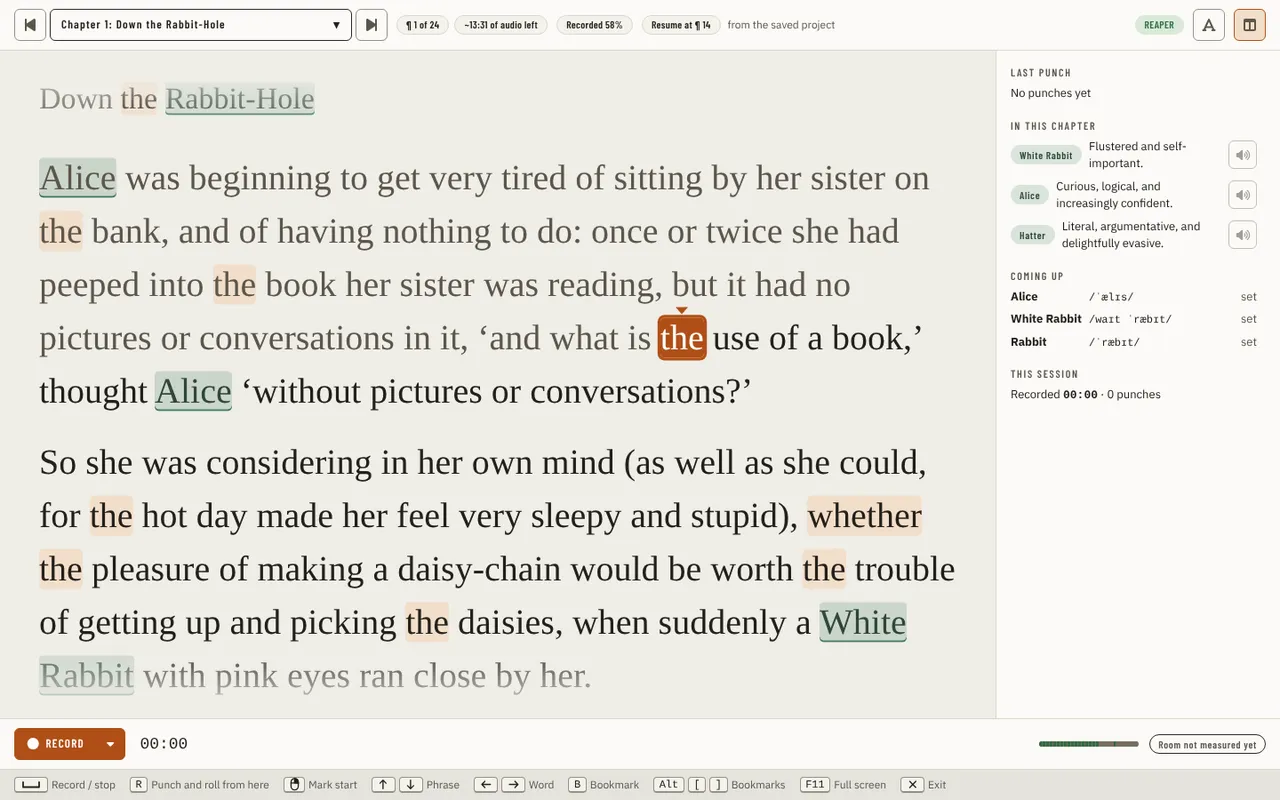 Chapter 1: Down the Rabbit-Hole
¶ 1 of 24
~13:31 of audio left
Recorded 58%
Resume at ¶ 14
from the saved project
REAPER
A
Down the Rabbit-Hole
Alice was beginning to get very tired of sitting by her sister on
the bank, and of having nothing to do: once or twice she had
peeped into the book her sister was reading, but it had no
pictures or conversations in it, ‘and what is the use of a book,’
thought Alice ‘without pictures or conversations?’
So she was considering in her own mind (as well as she could,
for the hot day made her feel very sleepy and stupid), whether
the pleasure of making a daisy-chain would be worth the trouble
of getting up and picking the daisies, when suddenly a White
Rabbit with pink eyes ran close by her.
LAST PUNCH
No punches yet
IN THIS CHAPTER
White Rabbit
Flustered and self-
important.
Alice
Curious, logical, and
increasingly confident.
Hatter
Literal, argumentative, and
delightfully evasive.
COMING UP
Alice /ˈælɪs/ set
White Rabbit /waɪt ˈræbɪt/ set
Rabbit /ˈræbɪt/ set
THIS SESSION
Recorded 00:00 · 0 punches
RECORD
00:00
Room not measured yet
Record / stop
R Punch and roll from here
Mark start
↑ ↓ Phrase
← → Word
B Bookmark
Alt [ ] Bookmarks
F11 Full screen
X Exit